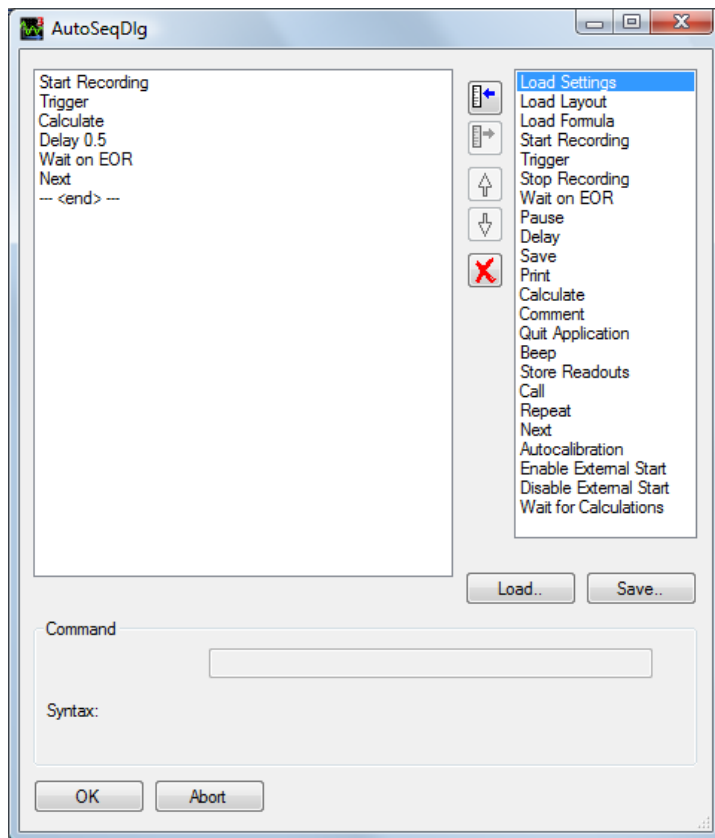 AutoSeqDlg
Start Recording
Trigger
Calculate
Delay 0.5
Wait on EOR
Next
--- <end> ---
Load Settings
Load Layout
Load Formula
Start Recording
Trigger
Stop Recording
Wait on EOR
Pause
Delay
Save
Print
Calculate
Comment
Quit Application
Beep
Store Readouts
Call
Repeat
Next
Autocalibration
Enable External Start
Disable External Start
Wait for Calculations
Load..
Save..
Command
Syntax:
OK
Abort